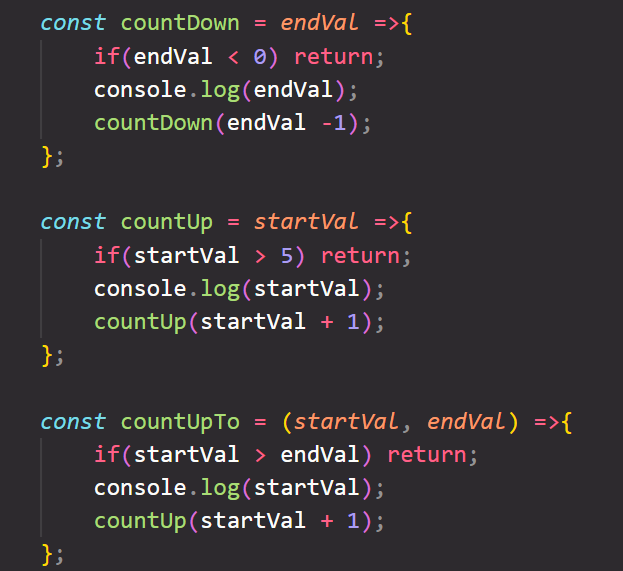 const countDown = endVal =>{
if(endVal < 0) return;
console.log(endVal);
countDown(endVal -1);
};
const countUp = startVal =>{
if(startVal > 5) return;
console.log(startVal);
countUp(startVal + 1);
};
const countUpTo = (startVal, endVal) =>{
if(startVal > endVal) return;
console.log(startVal);
countUp(startVal + 1);
};